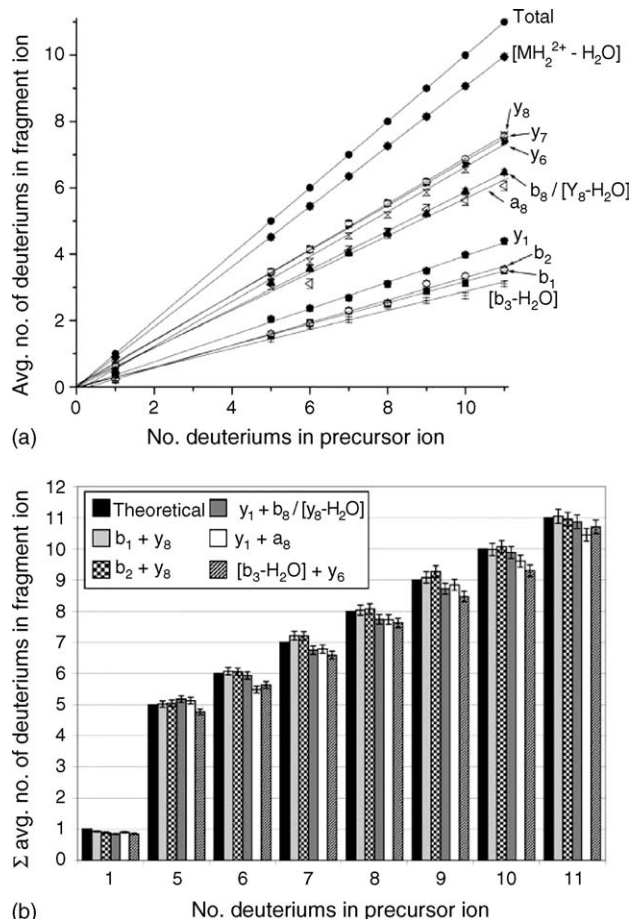 Avg. no. of deuteriums in fragment ion
10
8
6
4
2
0
0 2 4 6 8 10
No. deuteriums in precursor ion
(a)
Total
[MH₂²⁺ - H₂O]
y₈
y₇
y₆
b₈ / [Y₈-H₂O]
a₈
y₁
b₂
b₁
[b₃-H₂O]
Σ avg. no. of deuteriums in fragment ion
12
11
10
9
8
7
6
5
4
3
2
1
0
Theoretical y₁ + b₈ / [y₈-H₂O]
b₁ + y₈ y₁ + a₈
b₂ + y₈ [b₃-H₂O] + y₆
1 5 6 7 8 9 10 11
(b) No. deuteriums in precursor ion